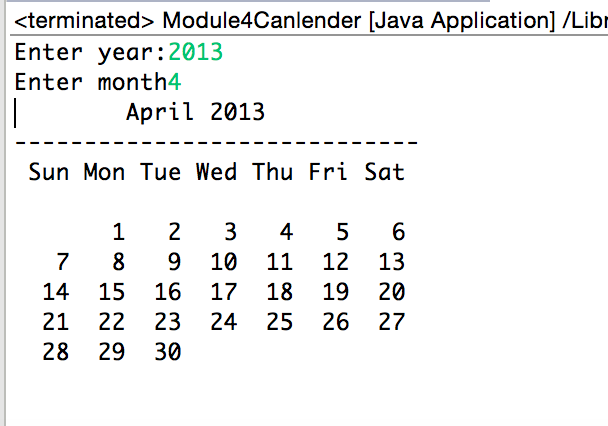 <terminated> Module4Canlender [Java Application] /Libr
Enter year:2013
Enter month4
        April 2013
-----------------------------
 Sun Mon Tue Wed Thu Fri Sat
       1   2   3   4   5   6
   7   8   9  10  11  12  13
  14  15  16  17  18  19  20
  21  22  23  24  25  26  27
  28  29  30